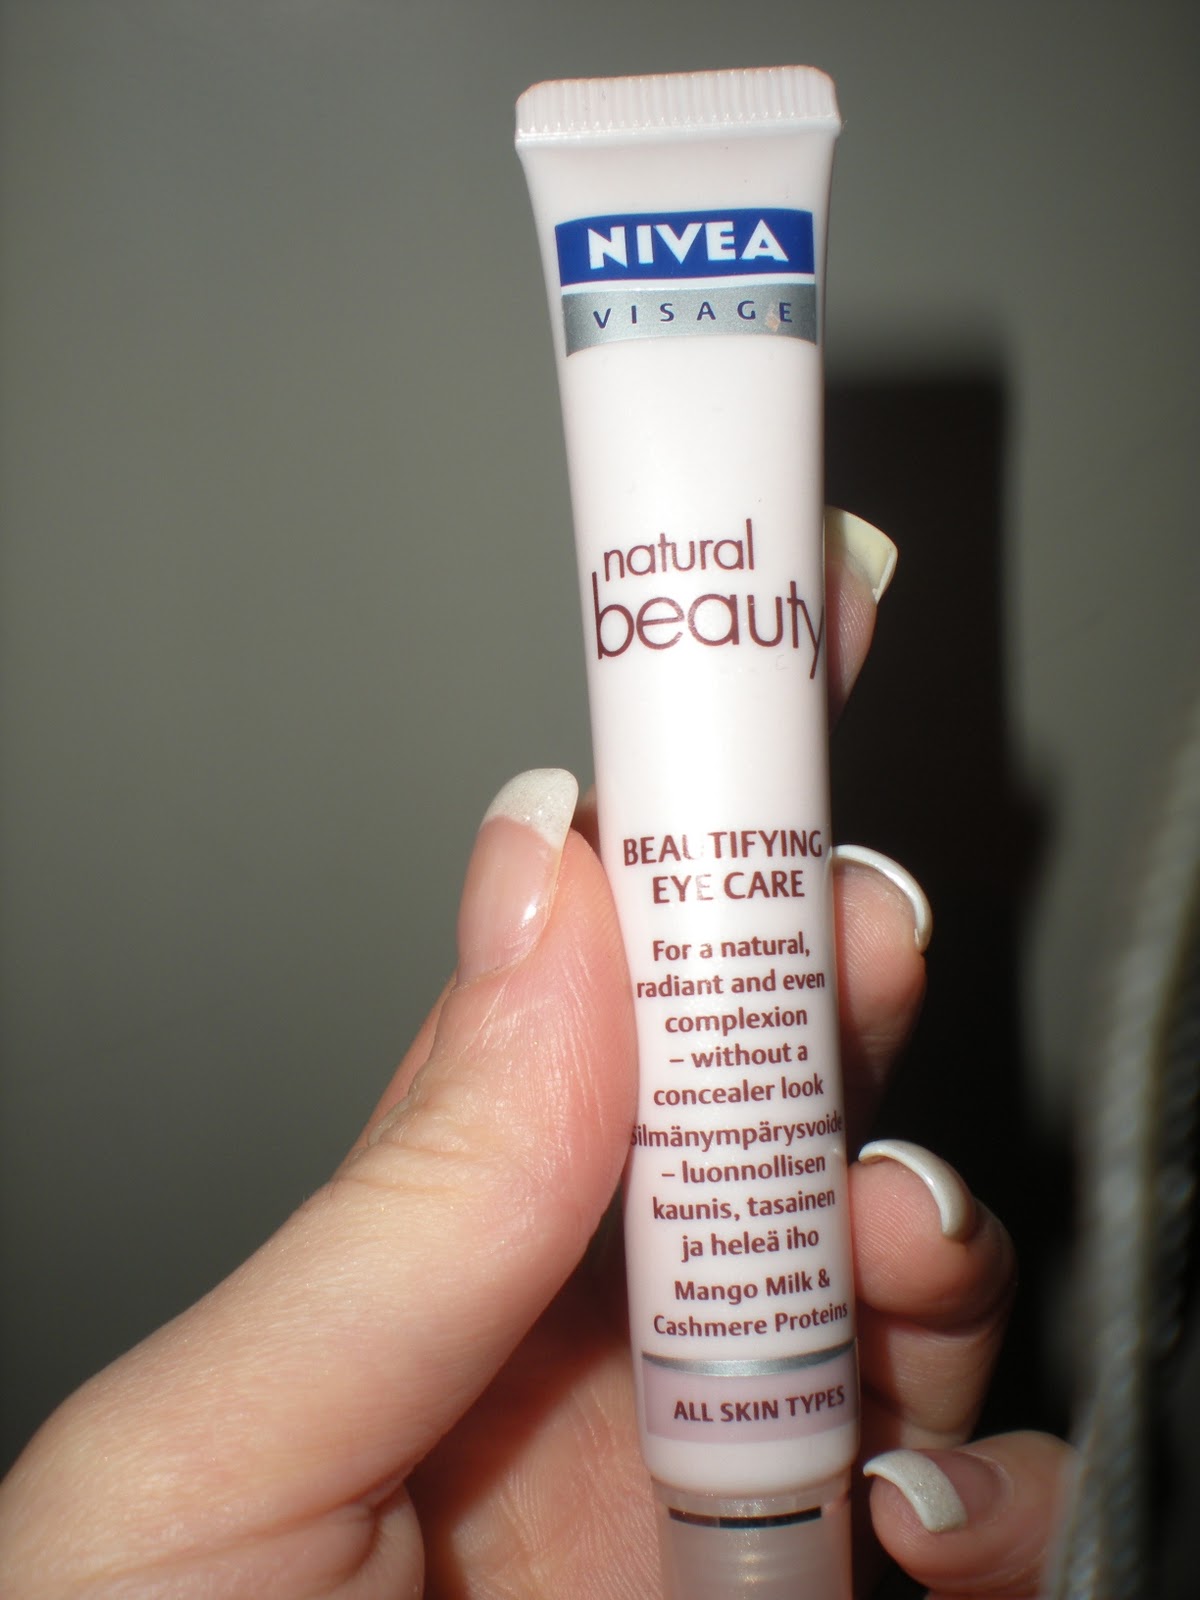 NIVEA
VISAGE
natural
beauty
BEAUTIFYING
EYE CARE
For a natural,
radiant and even
complexion
– without a
concealer look
Silmänympärysvoide
– luonnollisen
kaunis, tasainen
ja heleä iho
Mango Milk &
Cashmere Proteins
ALL SKIN TYPES